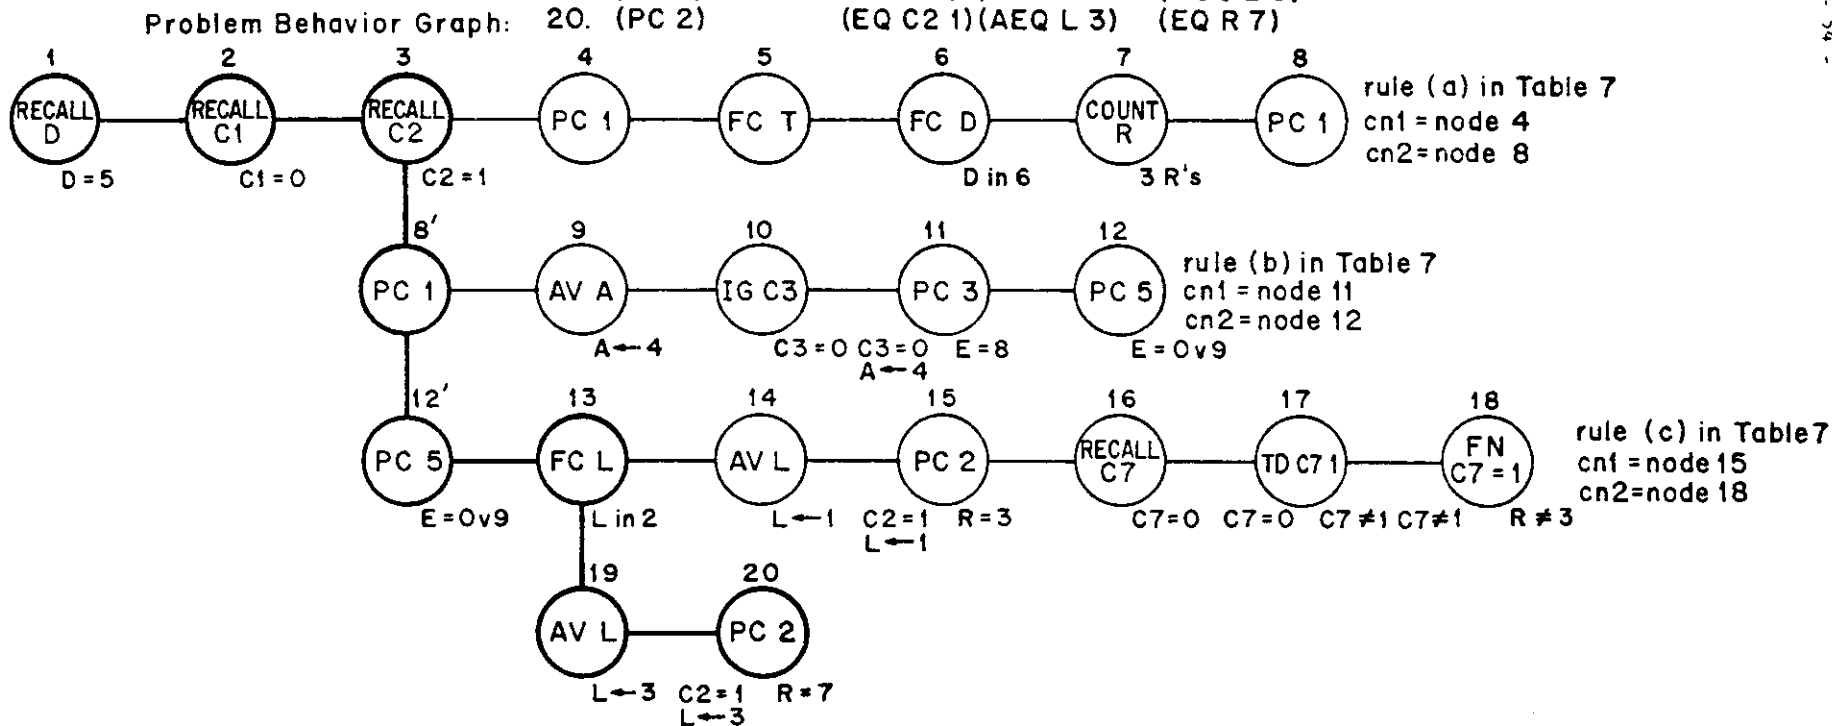 Problem Behavior Graph: 20. (PC 2) (EQ C2 1)(AEQ L 3) (EQ R 7)
1 2 3 4 5 6 7 8
RECALL D RECALL C1 RECALL C2 PC 1 FC T FC D COUNT R PC 1
rule (a) in Table 7
cn1=node 4
cn2=node 8
D=5 C1=0 C2=1 D in 6 3 R's
8' 9 10 11 12
PC 1 AV A IG C3 PC 3 PC 5
rule (b) in Table 7
cn1=node 11
cn2=node 12
A←4 C3=0 C3=0 E=8 E=0v9
A←4
12' 13 14 15 16 17 18
PC 5 FC L AV L PC 2 RECALL C7 TD C7 1 FN C7=1
rule (c) in Table7
cn1=node 15
cn2=node 18
E=0v9 L in 2 L←1 C2=1 R=3 C7=0 C7=0 C7≠1 C7≠1 R≠3
L←1
19 20
AV L PC 2
L←3 C2=1 R=7
L←3